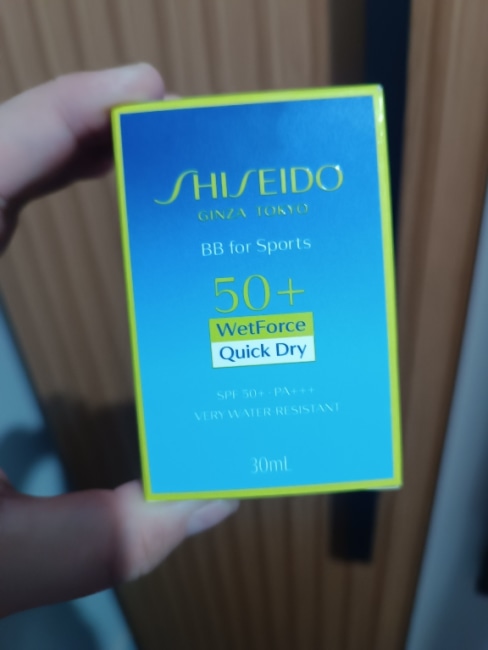 SHISEIDO
GINZA TOKYO
BB for Sports
50+
WetForce
Quick Dry
SPF 50+ · PA+++
VERY WATER-RESISTANT
30mL